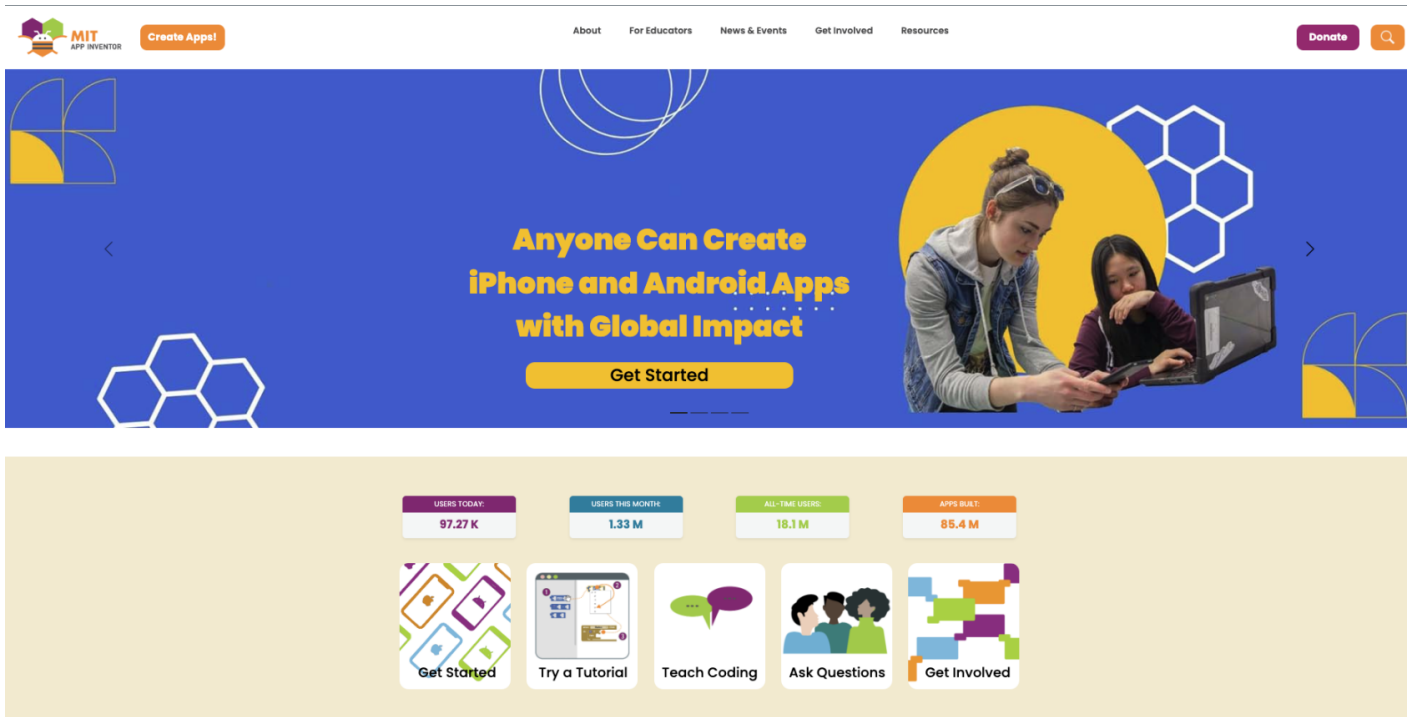 MIT
APP INVENTOR
Create Apps!
About
For Educators
News & Events
Get Involved
Resources
Donate
Anyone Can Create
iPhone and Android Apps
with Global Impact
Get Started
USERS TODAY:
97.27 K
USERS THIS MONTH:
1.33 M
ALL-TIME USERS:
18.1 M
APPS BUILT:
85.4 M
Get Started
Try a Tutorial
Teach Coding
Ask Questions
Get Involved